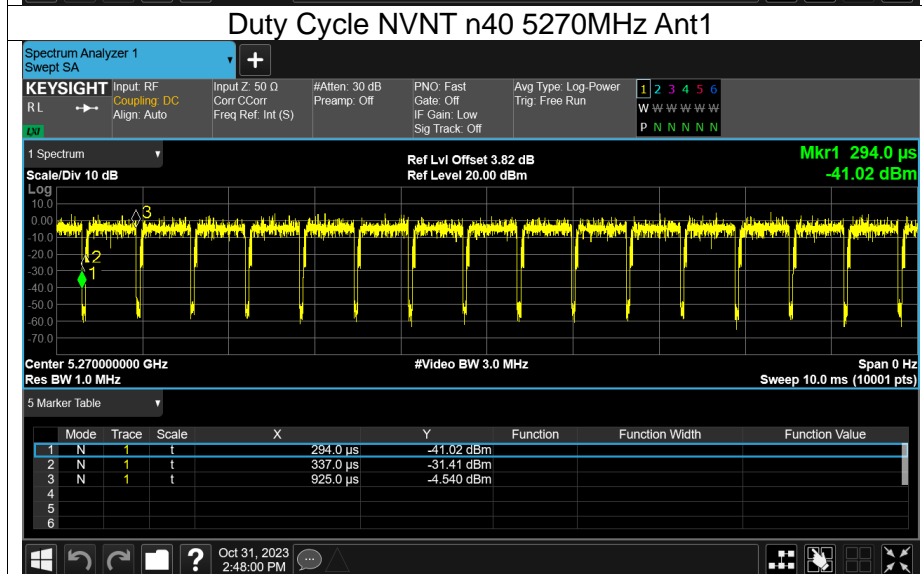 Duty Cycle NVNT n40 5270MHz Ant1
Spectrum Analyzer 1
Swept SA
KEYSIGHT
R L
LXI
Input: RF
Coupling: DC
Align: Auto
Input Z: 50 Ω
Corr CCorr
Freq Ref: Int (S)
#Atten: 30 dB
Preamp: Off
PNO: Fast
Gate: Off
IF Gain: Low
Sig Track: Off
Avg Type: Log-Power
Trig: Free Run
1 2 3 4 5 6
W W W W W W
P N N N N N
1 Spectrum
Scale/Div 10 dB
Ref Lvl Offset 3.82 dB
Ref Level 20.00 dBm
Mkr1 294.0 µs
-41.02 dBm
Log
10.0
0.00
-10.0
-20.0
-30.0
-40.0
-50.0
-60.0
-70.0
3
2
1
Center 5.270000000 GHz
#Video BW 3.0 MHz
Span 0 Hz
Res BW 1.0 MHz
Sweep 10.0 ms (10001 pts)
5 Marker Table
Mode Trace Scale X Y Function Function Width Function Value
1 N 1 t 294.0 µs -41.02 dBm
2 N 1 t 337.0 µs -31.41 dBm
3 N 1 t 925.0 µs -4.540 dBm
4
5
6
?
Oct 31, 2023
2:48:00 PM